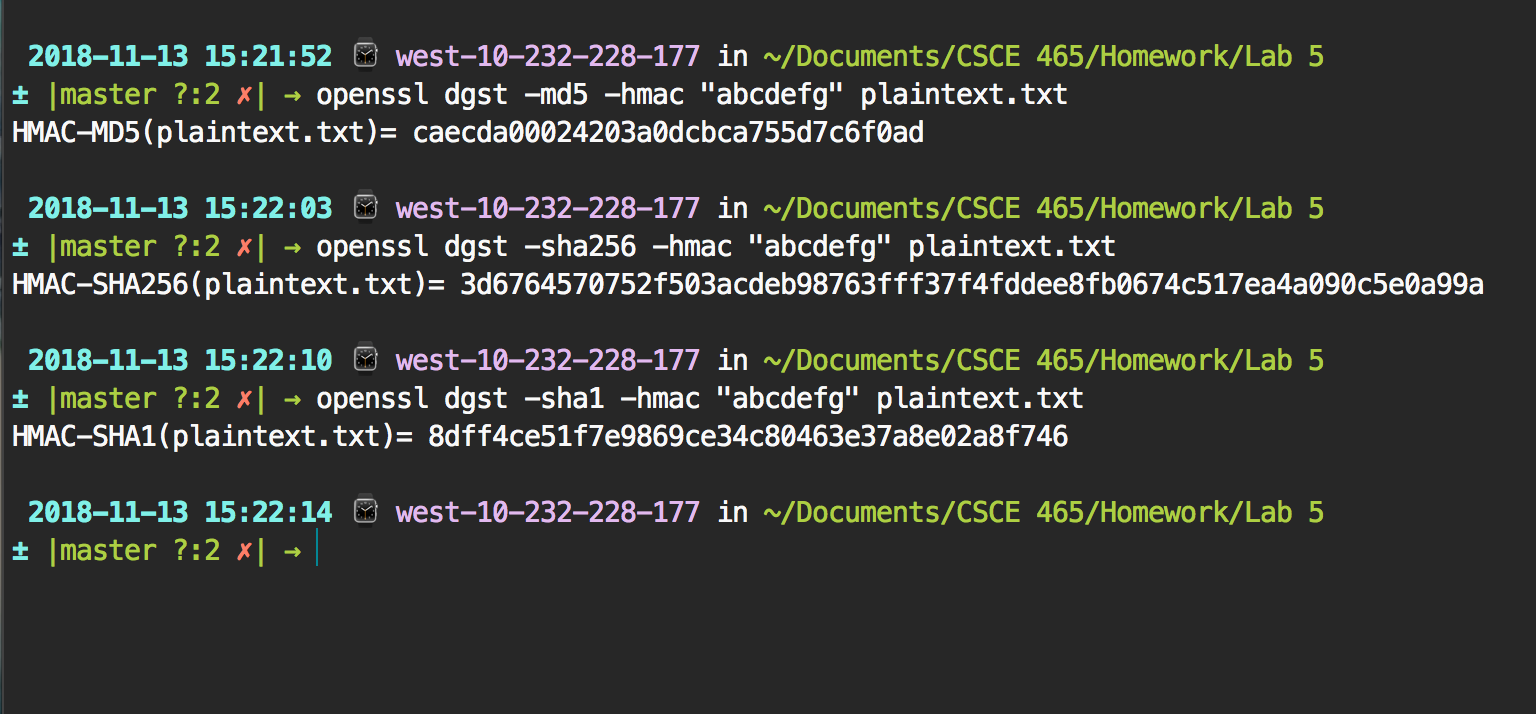 2018-11-13 15:21:52 ⌚ west-10-232-228-177 in ~/Documents/CSCE 465/Homework/Lab 5
± |master ?:2 ✗| → openssl dgst -md5 -hmac "abcdefg" plaintext.txt
HMAC-MD5(plaintext.txt)= caecda00024203a0dcbca755d7c6f0ad
2018-11-13 15:22:03 ⌚ west-10-232-228-177 in ~/Documents/CSCE 465/Homework/Lab 5
± |master ?:2 ✗| → openssl dgst -sha256 -hmac "abcdefg" plaintext.txt
HMAC-SHA256(plaintext.txt)= 3d6764570752f503acdeb98763fff37f4fddee8fb0674c517ea4a090c5e0a99a
2018-11-13 15:22:10 ⌚ west-10-232-228-177 in ~/Documents/CSCE 465/Homework/Lab 5
± |master ?:2 ✗| → openssl dgst -sha1 -hmac "abcdefg" plaintext.txt
HMAC-SHA1(plaintext.txt)= 8dff4ce51f7e9869ce34c80463e37a8e02a8f746
2018-11-13 15:22:14 ⌚ west-10-232-228-177 in ~/Documents/CSCE 465/Homework/Lab 5
± |master ?:2 ✗| →